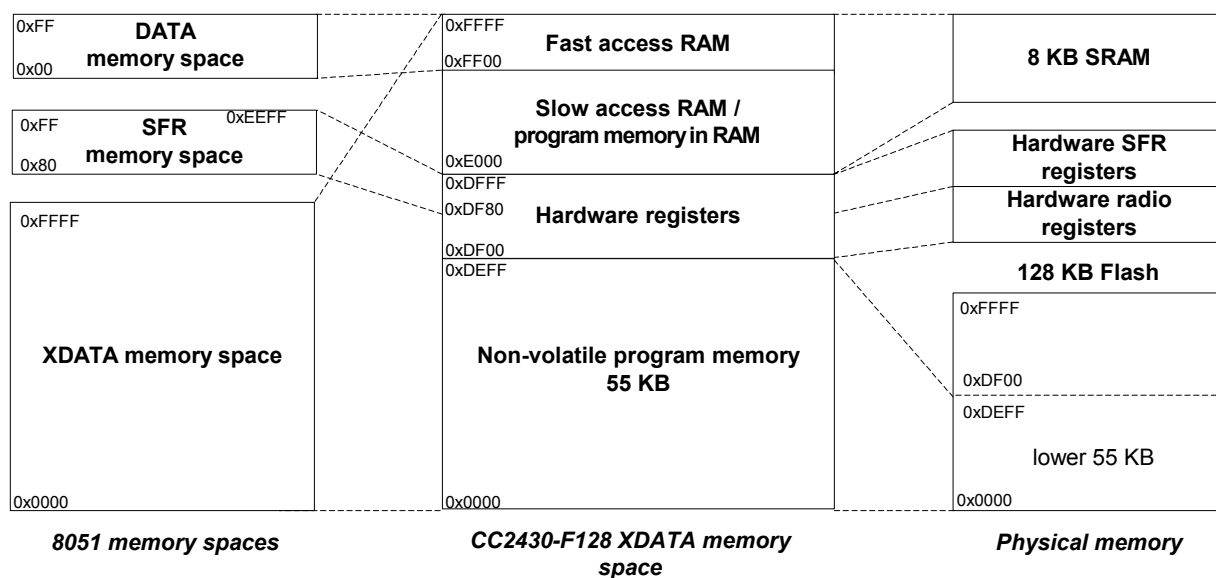 0xFF
DATA
memory space
0x00
0xFF
SFR
0xEEFF
memory space
0x80
0xFFFF
XDATA memory space
0x0000
8051 memory spaces
0xFFFF
Fast access RAM
0xFF00
Slow access RAM /
program memory in RAM
0xE000
0xDFFF
0xDF80
Hardware registers
0xDF00
0xDEFF
Non-volatile program memory
55 KB
0x0000
CC2430-F128 XDATA memory
space
8 KB SRAM
Hardware SFR
registers
Hardware radio
registers
128 KB Flash
0xFFFF
0xDF00
0xDEFF
lower 55 KB
0x0000
Physical memory